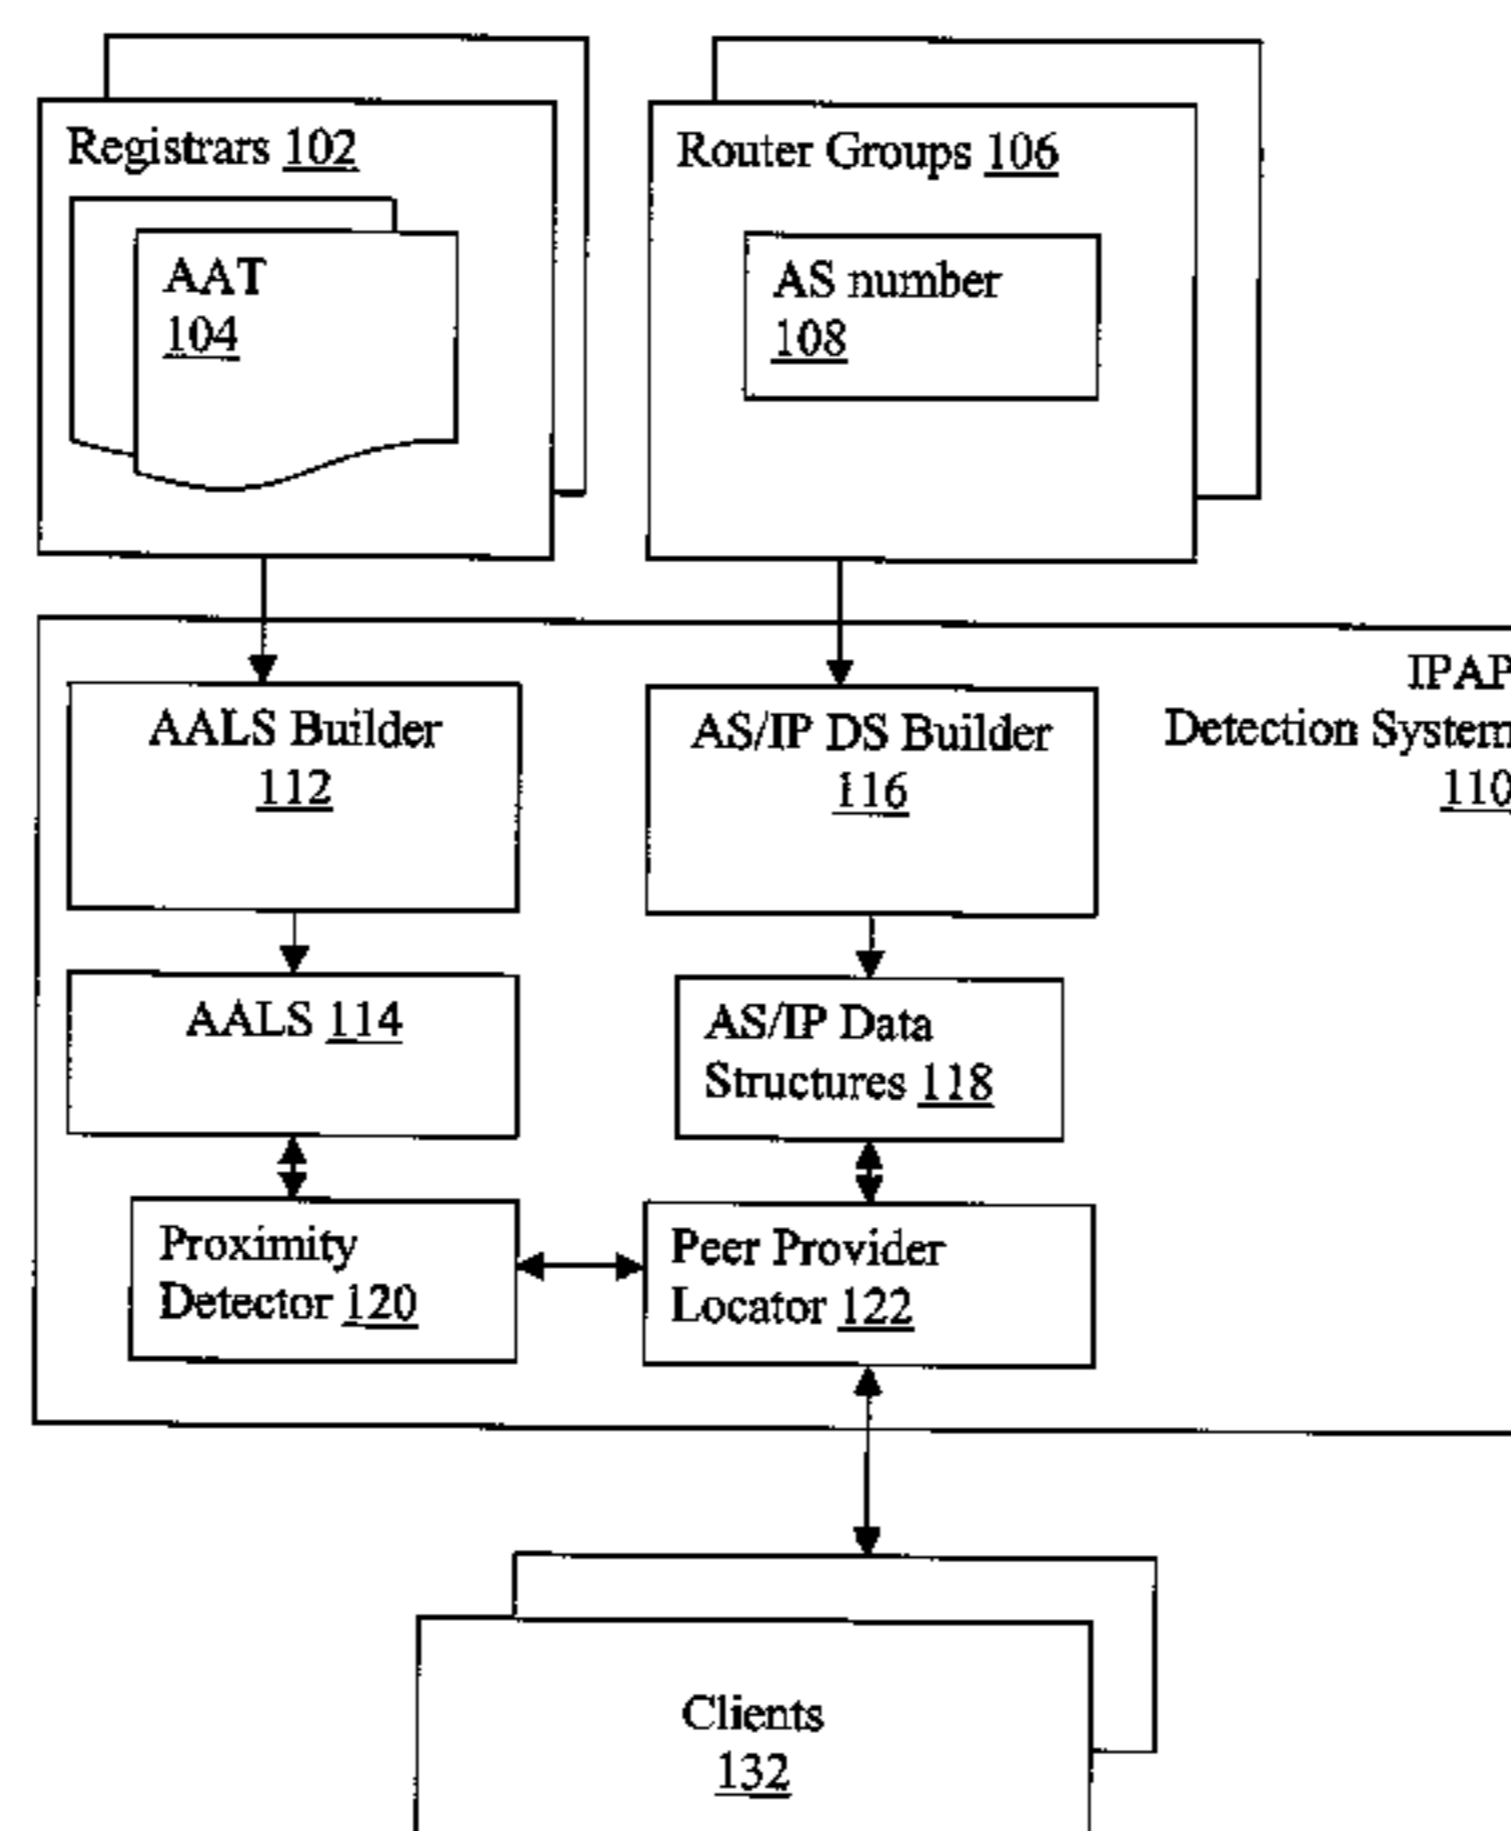 Registrars 102
AAT
104
Router Groups 106
AS number
108
IPAP
Detection System
110
AALS Builder
112
AS/IP DS Builder
116
AALS 114
AS/IP Data
Structures 118
Proximity
Detector 120
Peer Provider
Locator 122
Clients
132